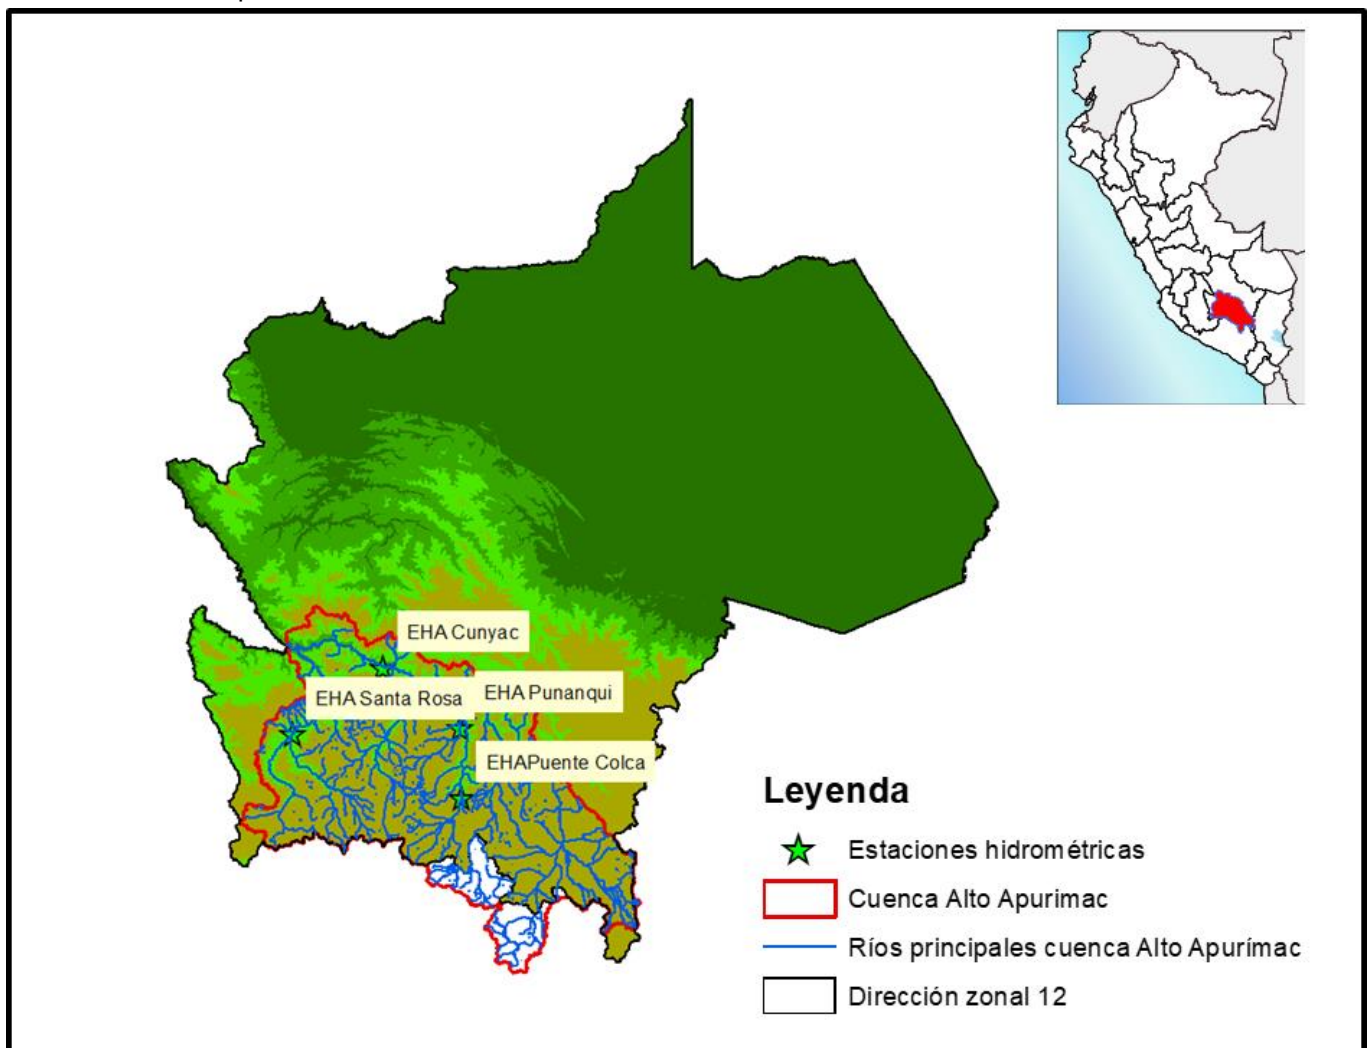 EHA Cunyac
EHA Santa Rosa
EHA Punanqui
EHAPuente Colca
Leyenda
Estaciones hidrométricas
Cuenca Alto Apurimac
Ríos principales cuenca Alto Apurímac
Dirección zonal 12